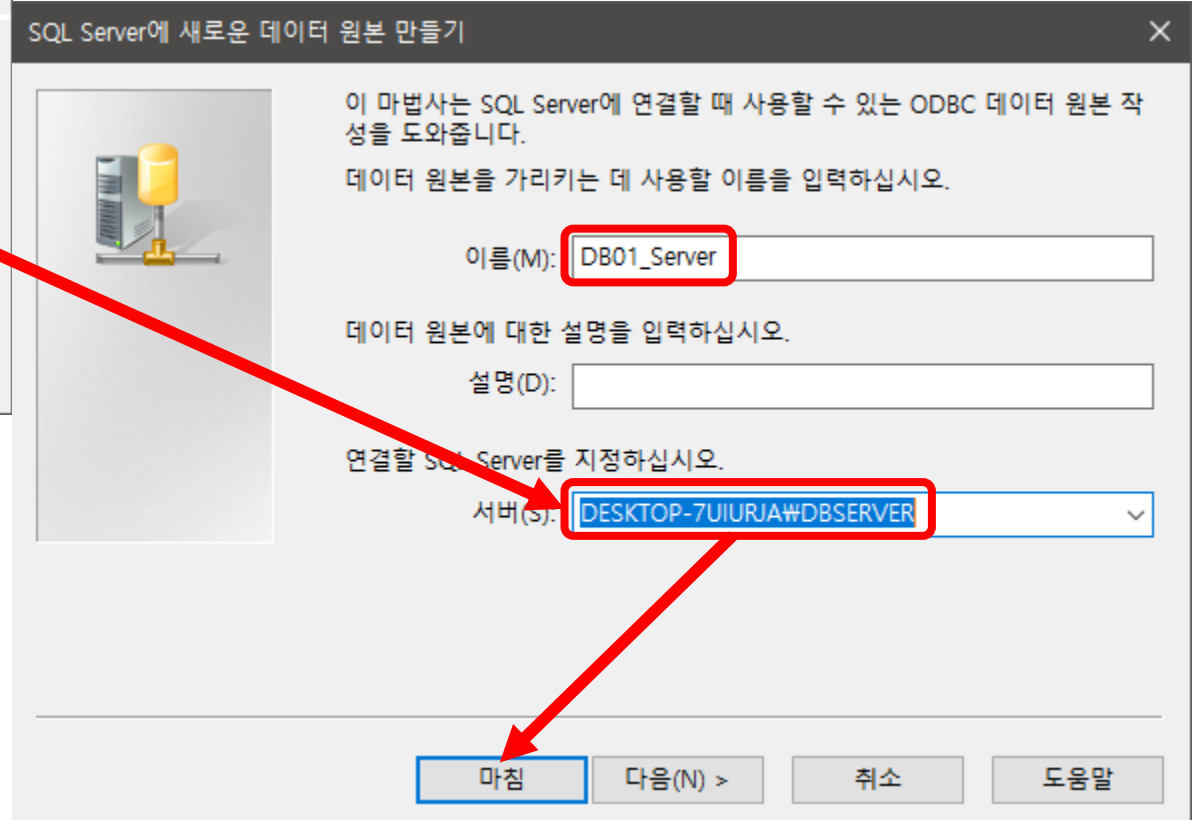 SQL Server에 새로운 데이터 원본 만들기
이 마법사는 SQL Server에 연결할 때 사용할 수 있는 ODBC 데이터 원본 작
성을 도와줍니다.
데이터 원본을 가리키는 데 사용할 이름을 입력하십시오.
이름(M): DB01_Server
데이터 원본에 대한 설명을 입력하십시오.
설명(D):
연결할 SQL Server를 지정하십시오.
서버(S): DESKTOP-7UIURJA₩DBSERVER
마침 다음(N) > 취소 도움말